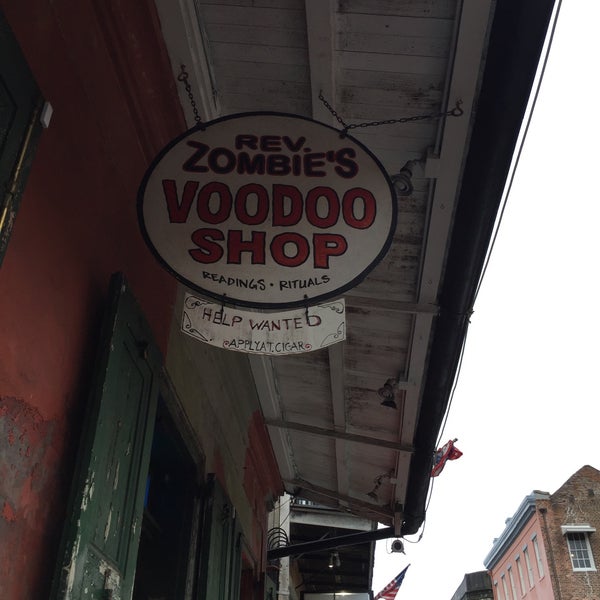 REV.
ZOMBIE'S
VOODOO
SHOP
READINGS • RITUALS
HELP WANTED
APPLY AT CIGAR